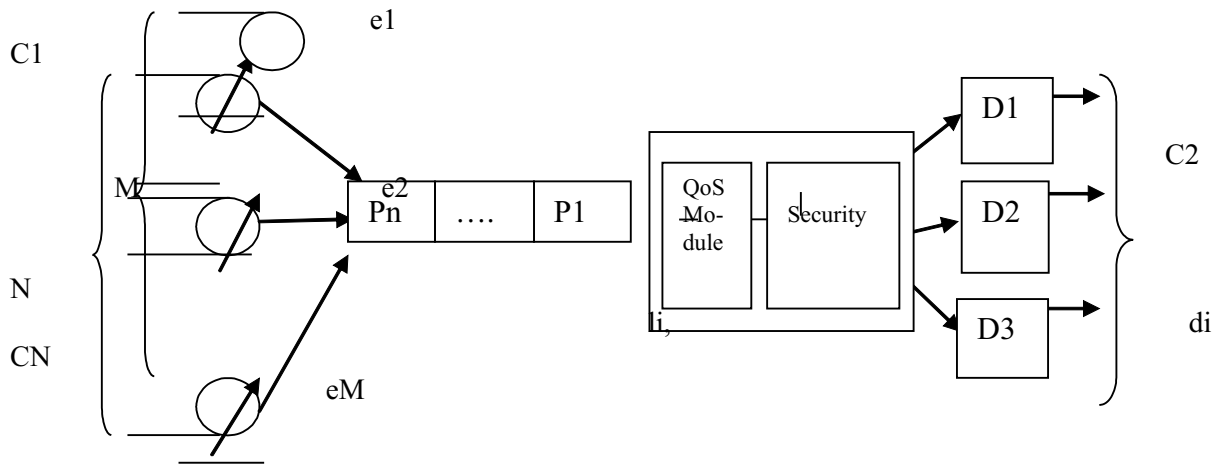 e1
C1
D1
C2
M
e2
QoS
Mo-
dule
Security
Pn
....
P1
D2
N
li,
di
D3
CN
eM